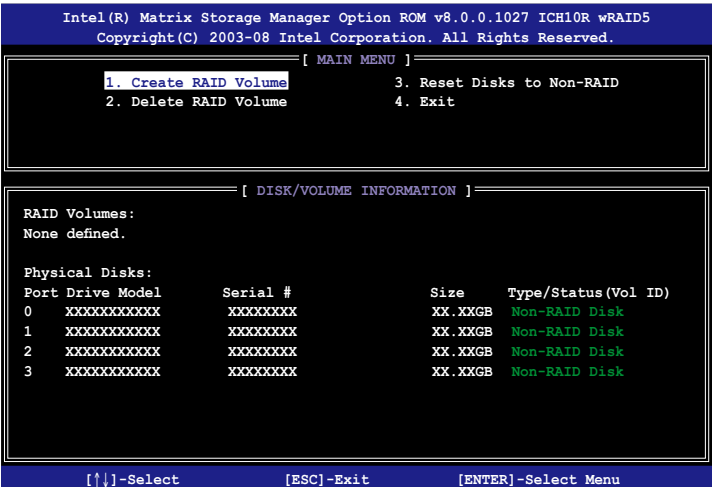 Intel(R) Matrix Storage Manager Option ROM v8.0.0.1027 ICH10R wRAID5
Copyright(C) 2003-08 Intel Corporation. All Rights Reserved.
[ MAIN MENU ]
1. Create RAID Volume 3. Reset Disks to Non-RAID
2. Delete RAID Volume 4. Exit
[ DISK/VOLUME INFORMATION ]
RAID Volumes:
None defined.
Physical Disks:
Port Drive Model Serial # Size Type/Status(Vol ID)
0 XXXXXXXXXXX XXXXXXXX XX.XXGB Non-RAID Disk
1 XXXXXXXXXXX XXXXXXXX XX.XXGB Non-RAID Disk
2 XXXXXXXXXXX XXXXXXXX XX.XXGB Non-RAID Disk
3 XXXXXXXXXXX XXXXXXXX XX.XXGB Non-RAID Disk
[↑↓]-Select [ESC]-Exit [ENTER]-Select Menu